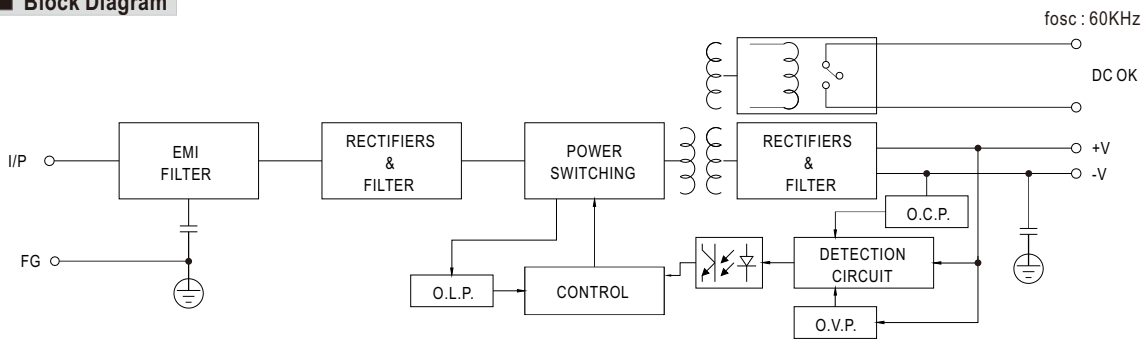 ■ Block Diagram
fosc : 60KHz
DC OK
I/P
EMI
FILTER
RECTIFIERS
&
FILTER
POWER
SWITCHING
RECTIFIERS
&
FILTER
+V
-V
O.C.P.
FG
O.L.P.
CONTROL
DETECTION
CIRCUIT
O.V.P.